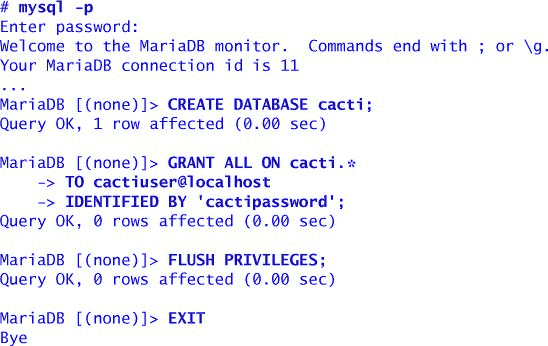 # mysql -p
Enter password:
Welcome to the MariaDB monitor.  Commands end with ; or \g.
Your MariaDB connection id is 11
...
MariaDB [(none)]> CREATE DATABASE cacti;
Query OK, 1 row affected (0.00 sec)

MariaDB [(none)]> GRANT ALL ON cacti.*
    -> TO cactiuser@localhost
    -> IDENTIFIED BY 'cactipassword';
Query OK, 0 rows affected (0.00 sec)

MariaDB [(none)]> FLUSH PRIVILEGES;
Query OK, 0 rows affected (0.00 sec)

MariaDB [(none)]> EXIT
Bye